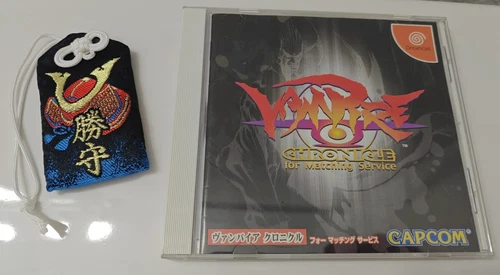 勝守
Dreamcast
VAMPIRE
CHRONICLE
for Matching Service
ヴァンパイア クロニクル フォー マッチング サービス
CAPCOM